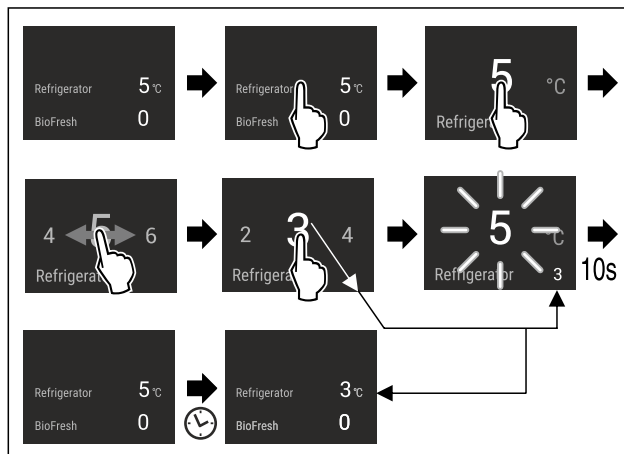 Refrigerator 5 °C
BioFresh 0
Refrigerator 5 °C
BioFresh 0
5 °C
Refrigera
4 5 6
Refrigerat
2 3 4
Refrigera
5 °C
Refrigerator 3
10s
Refrigerator 5 °C
BioFresh 0
Refrigerator 3 °C
BioFresh 0